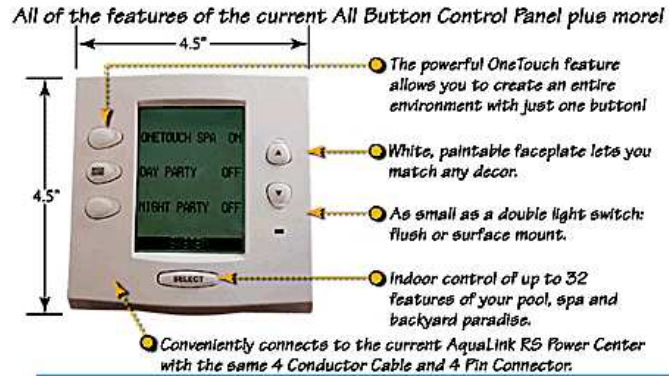 All of the features of the current All Button Control Panel plus more!
4.5"
The powerful OneTouch feature
allows you to create an entire
environment with just one button!
ONETOUCH SPA ON
DAY PARTY OFF
NIGHT PARTY OFF
White, paintable faceplate lets you
match any decor.
4.5"
As small as a double light switch:
flush or surface mount.
SELECT
Indoor control of up to 32
features of your pool, spa and
backyard paradise.
Conveniently connects to the current AquaLink RS Power Center
with the same 4 Conductor Cable and 4 Pin Connector.